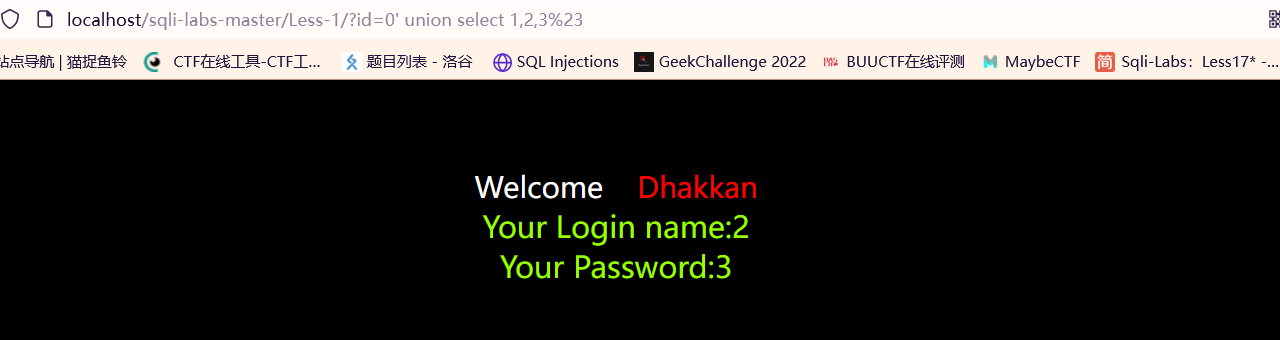 localhost/sqli-labs-master/Less-1/?id=0' union select 1,2,3%23
站点导航 | 猫捉鱼铃 CTF在线工具-CTF工... 题目列表 - 洛谷 SQL Injections GeekChallenge 2022 BUUCTF在线评测 MaybeCTF 简 Sqli-Labs：Less17* -...
Welcome Dhakkan
Your Login name:2
Your Password:3